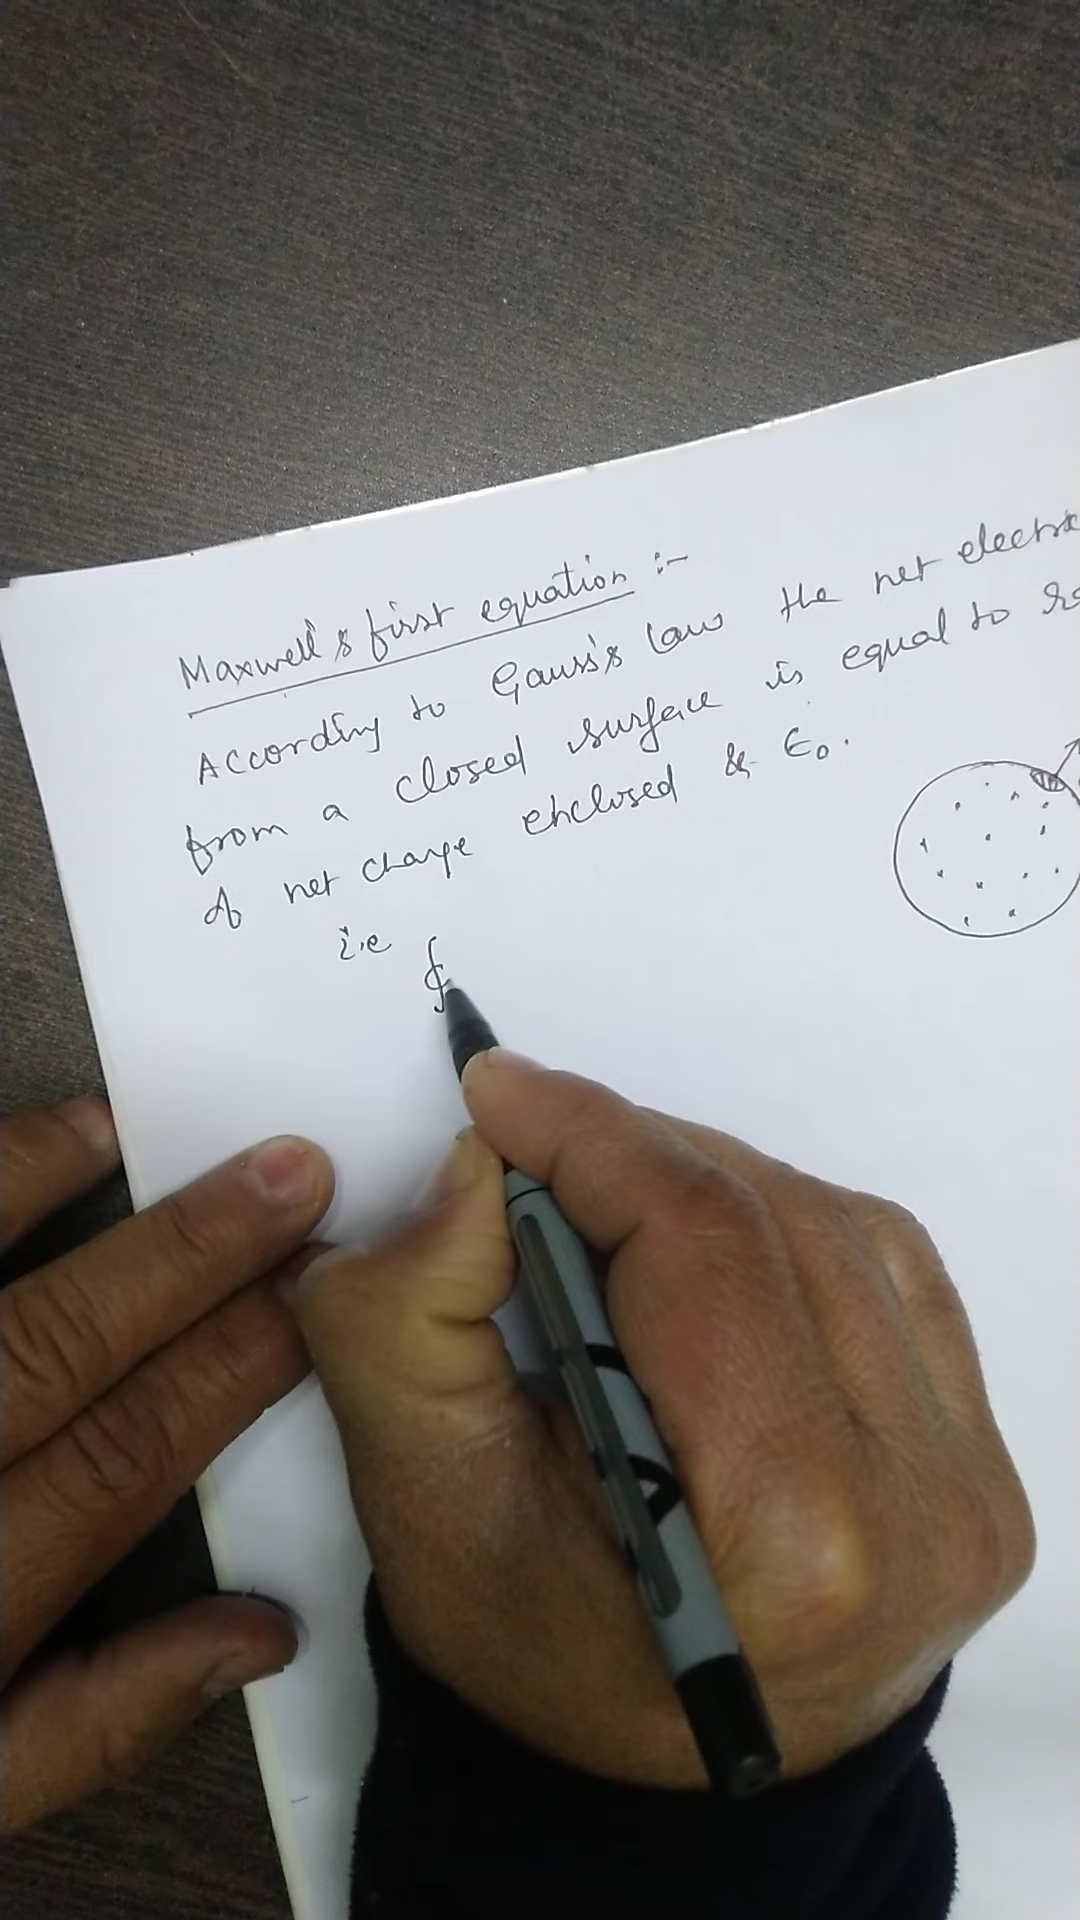 Maxwell's first equation :-
According to Gauss's law the net electric
from a closed surface is equal to
of net charge enclosed & ϵ₀.
i.e ∮